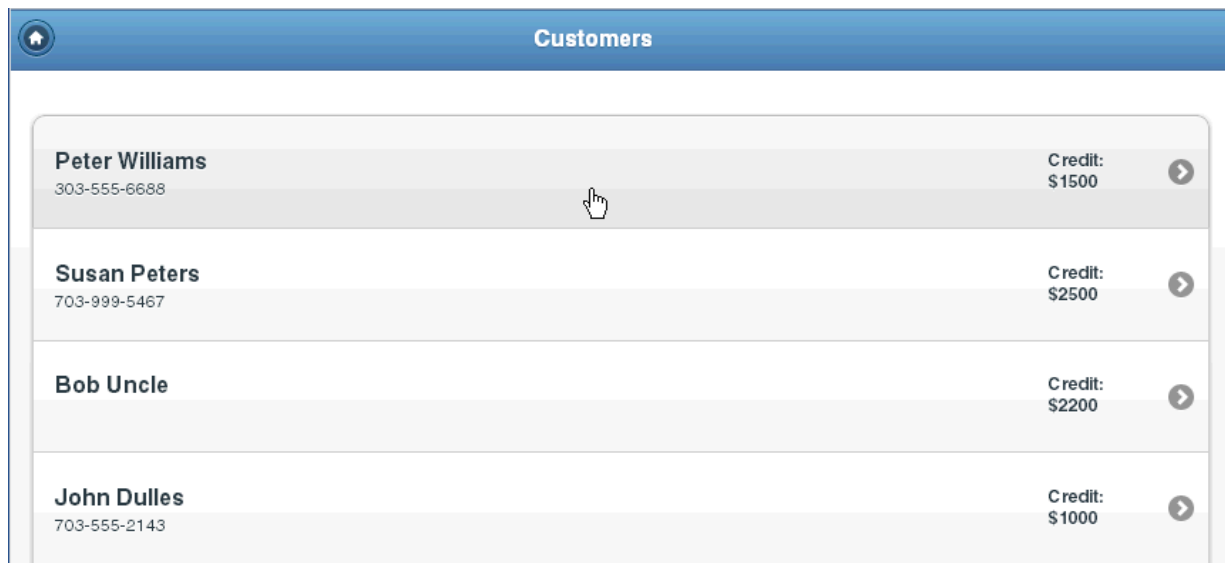 Customers
Peter Williams
303-555-6688
Credit:
$1500
Susan Peters
703-999-5467
Credit:
$2500
Bob Uncle
Credit:
$2200
John Dulles
703-555-2143
Credit:
$1000